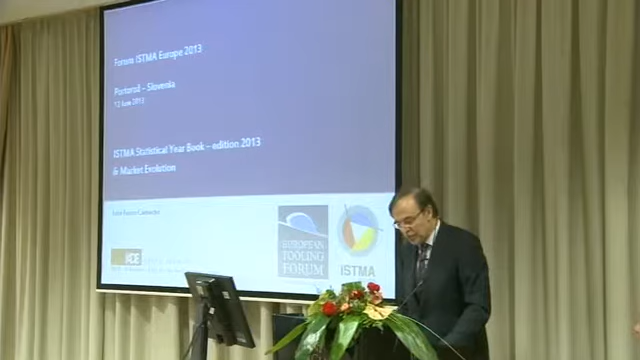 Forum ISTMA Europe 2013
Portorož – Slovenia
12 June 2013
ISTMA Statistical Year Book – edition 2013
& Market Evolution
EUROPEAN
TOOLING
FORUM
ISTMA